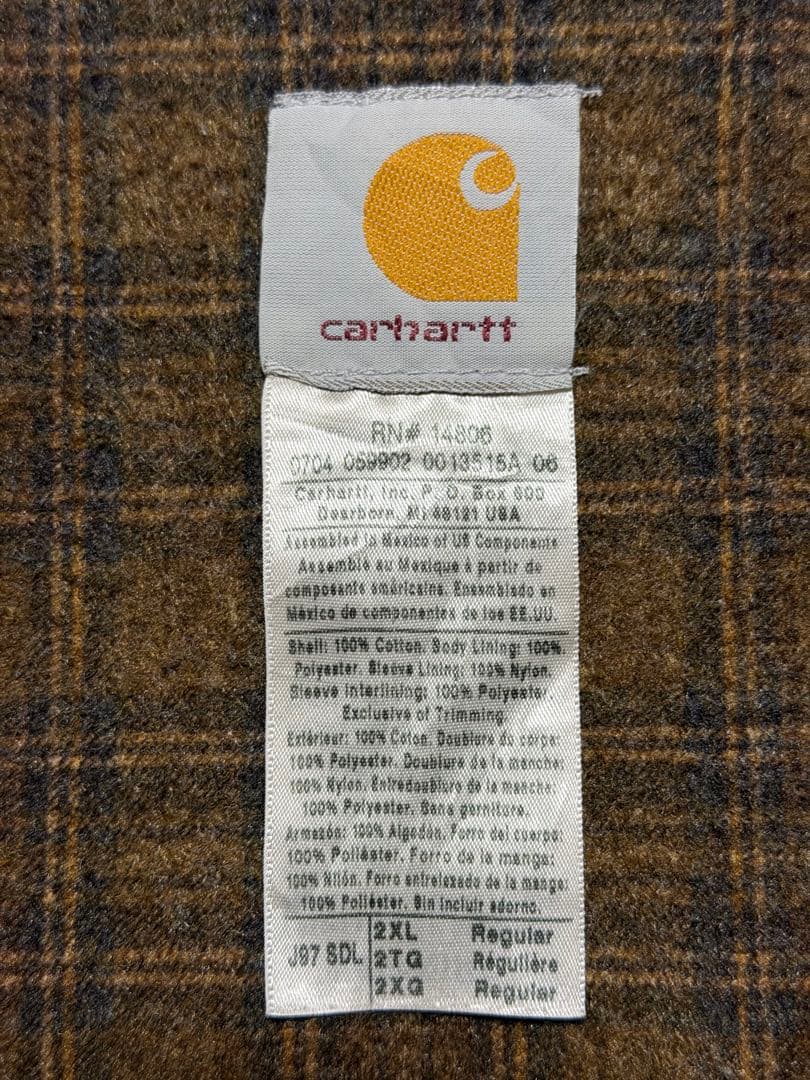 carhartt
RN# 14806
0704 059902 0013515A 06
Carhartt, Inc. P. O. Box 600
Dearborn, MI 48121 USA
Assembled in Mexico of US Components
Assemblé au Mexique à partir de
composants américains. Ensamblado en
México de componentes de los EE.UU.
Shell: 100% Cotton. Body Lining: 100%
Polyester. Sleeve Lining: 100% Nylon.
Sleeve Interlining: 100% Polyester.
Exclusive of Trimming.
Extérieur: 100% Coton. Doublure du corps:
100% Polyester. Doublure de la manche:
100% Nylon. Entredoublure de la manche:
100% Polyester. Sans garniture.
Armazón: 100% Algodón. Forro del cuerpo:
100% Poliéster. Forro de la manga:
100% Nilón. Forro entrelazado de la manga:
100% Poliéster. Sin incluir adorno.
J97 SDL
2XL Regular
2TG Régulière
2XG Regular